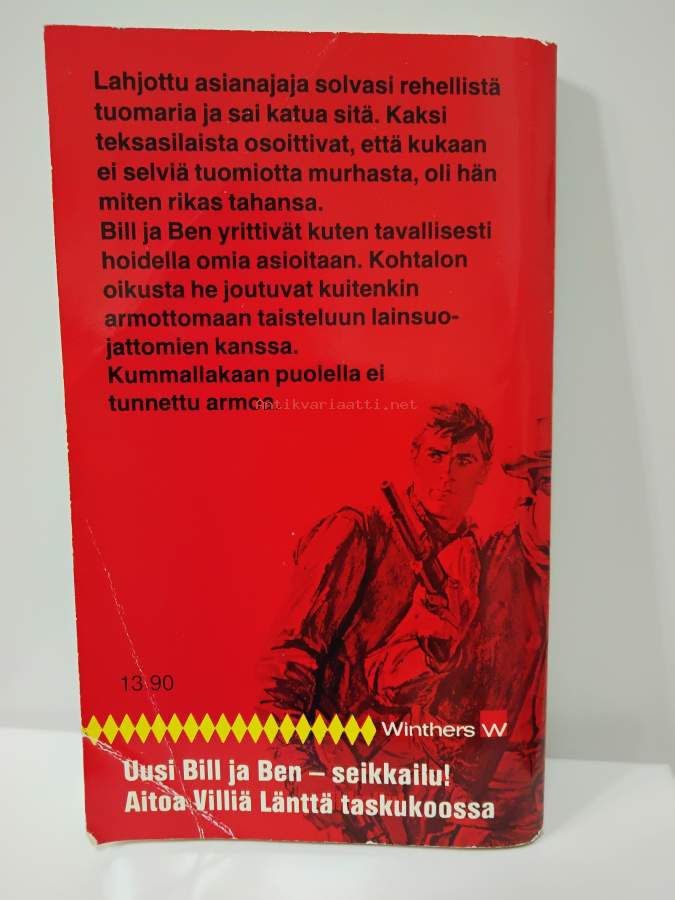 Lahjottu asianajaja solvasi rehellistä
tuomaria ja sai katua sitä. Kaksi
teksasilaista osoittivat, että kukaan
ei selviä tuomiotta murhasta, oli hän
miten rikas tahansa.
Bill ja Ben yrittivät kuten tavallisesti
hoidella omia asioitaan. Kohtalon
oikusta he joutuvat kuitenkin
armottomaan taisteluun lainsuo-
jattomien kanssa.
Kummallakaan puolella ei
tunnettu armoa.
Antikvariaatti.net
13.90
Winthers W
Uusi Bill ja Ben – seikkailu!
Aitoa Villiä Länttä taskukoossa